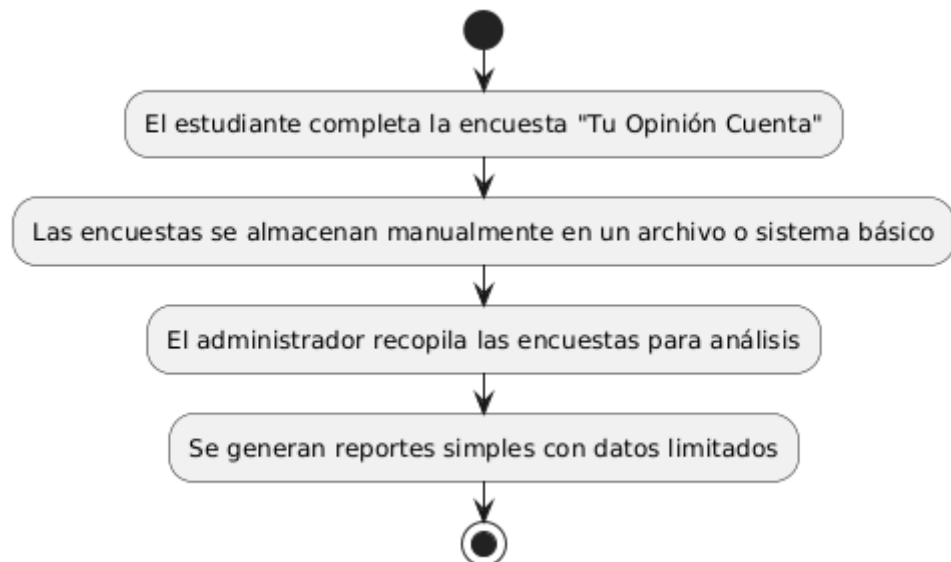 El estudiante completa la encuesta "Tu Opinión Cuenta"
Las encuestas se almacenan manualmente en un archivo o sistema básico
El administrador recopila las encuestas para análisis
Se generan reportes simples con datos limitados